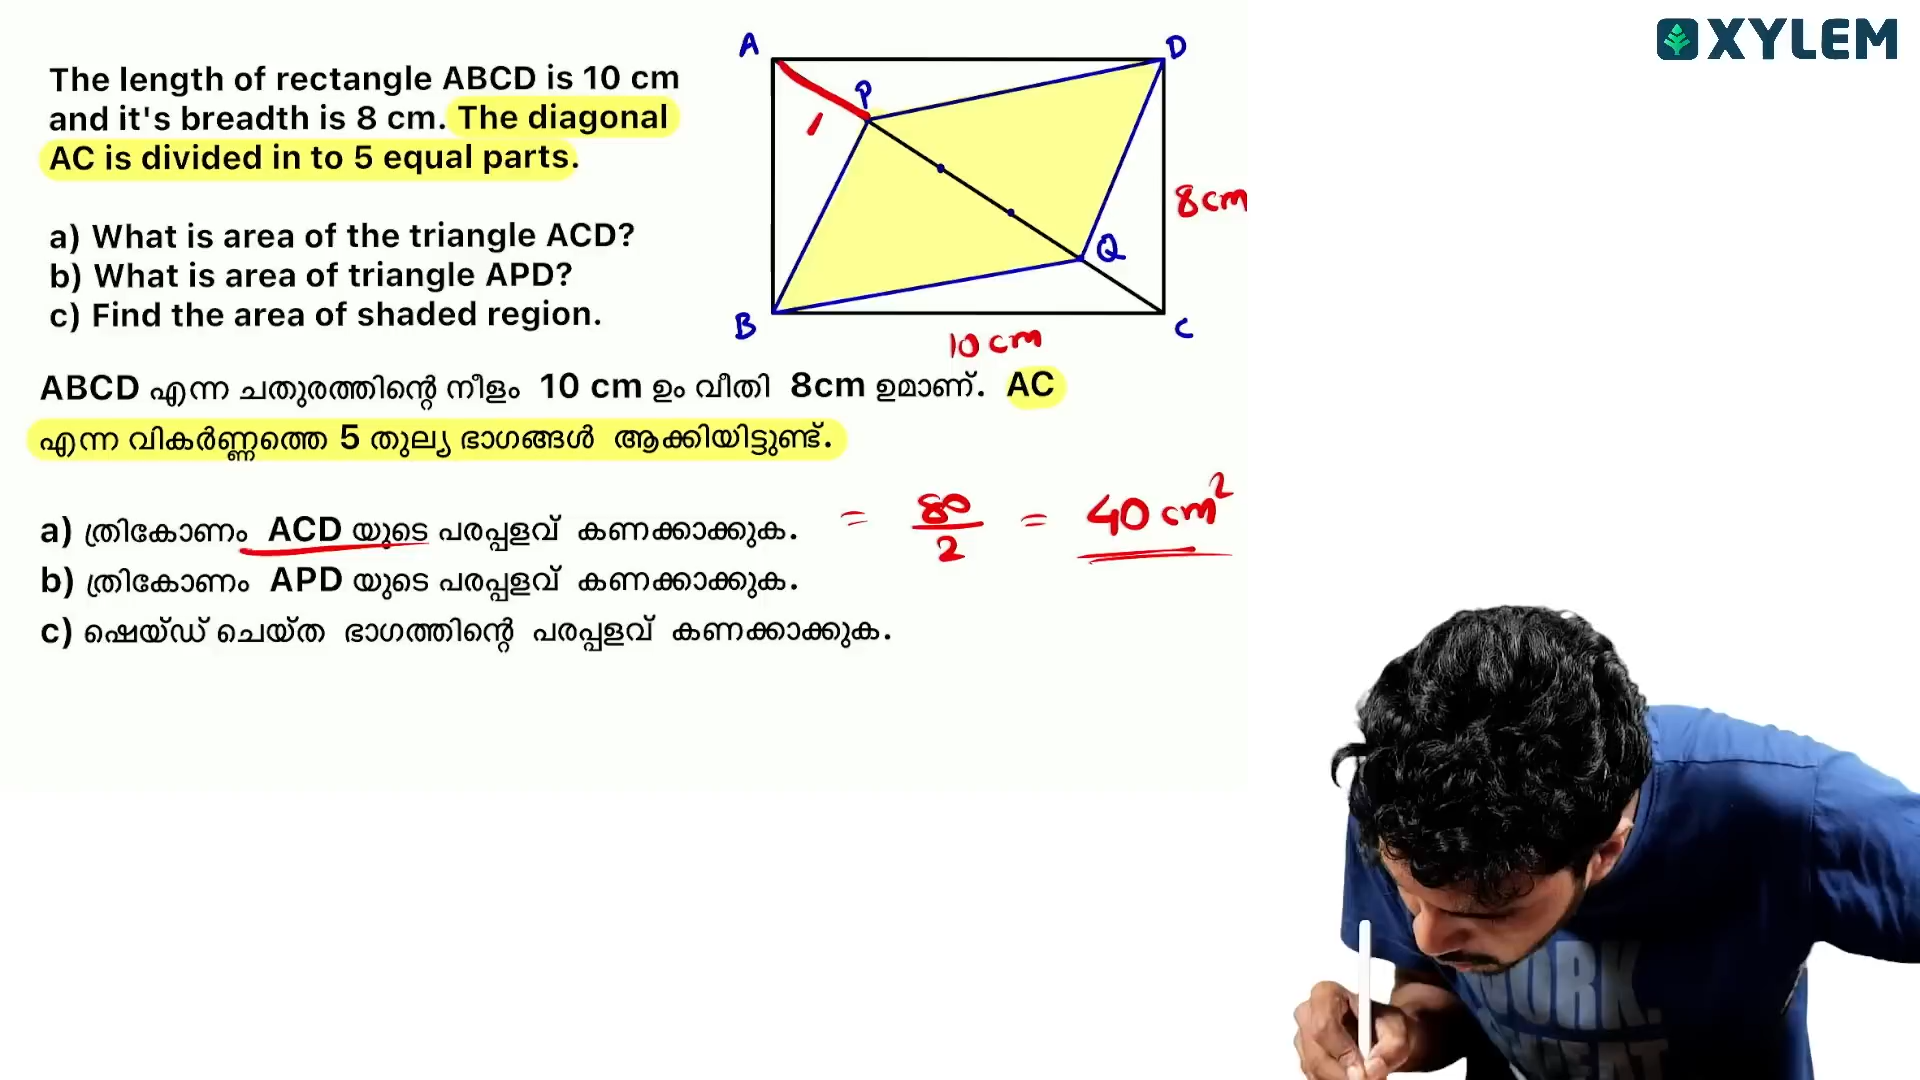 XYLEM
The length of rectangle ABCD is 10 cm
and it's breadth is 8 cm. The diagonal
AC is divided in to 5 equal parts.
a) What is area of the triangle ACD?
b) What is area of triangle APD?
c) Find the area of shaded region.
A
D
P
1
8cm
Q
B
C
10 cm
ABCD എന്ന ചതുരത്തിന്റെ നീളം 10 cm ഉം വീതി 8cm ഉമാണ്. AC
എന്ന വികർണ്ണത്തെ 5 തുല്യ ഭാഗങ്ങൾ ആക്കിയിട്ടുണ്ട്.
a) ത്രികോണം ACD യുടെ പരപ്പളവ് കണക്കാക്കുക. = 80/2 = 40 cm²
b) ത്രികോണം APD യുടെ പരപ്പളവ് കണക്കാക്കുക.
c) ഷെയ്ഡ് ചെയ്ത ഭാഗത്തിന്റെ പരപ്പളവ് കണക്കാക്കുക.
WORK.